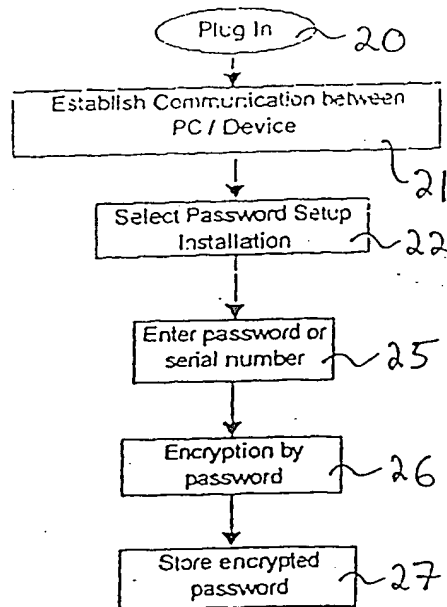 Plug In
20
Establish Communication between
PC / Device
21
Select Password Setup
Installation
22
Enter password or
serial number
25
Encryption by
password
26
Store encrypted
password
27